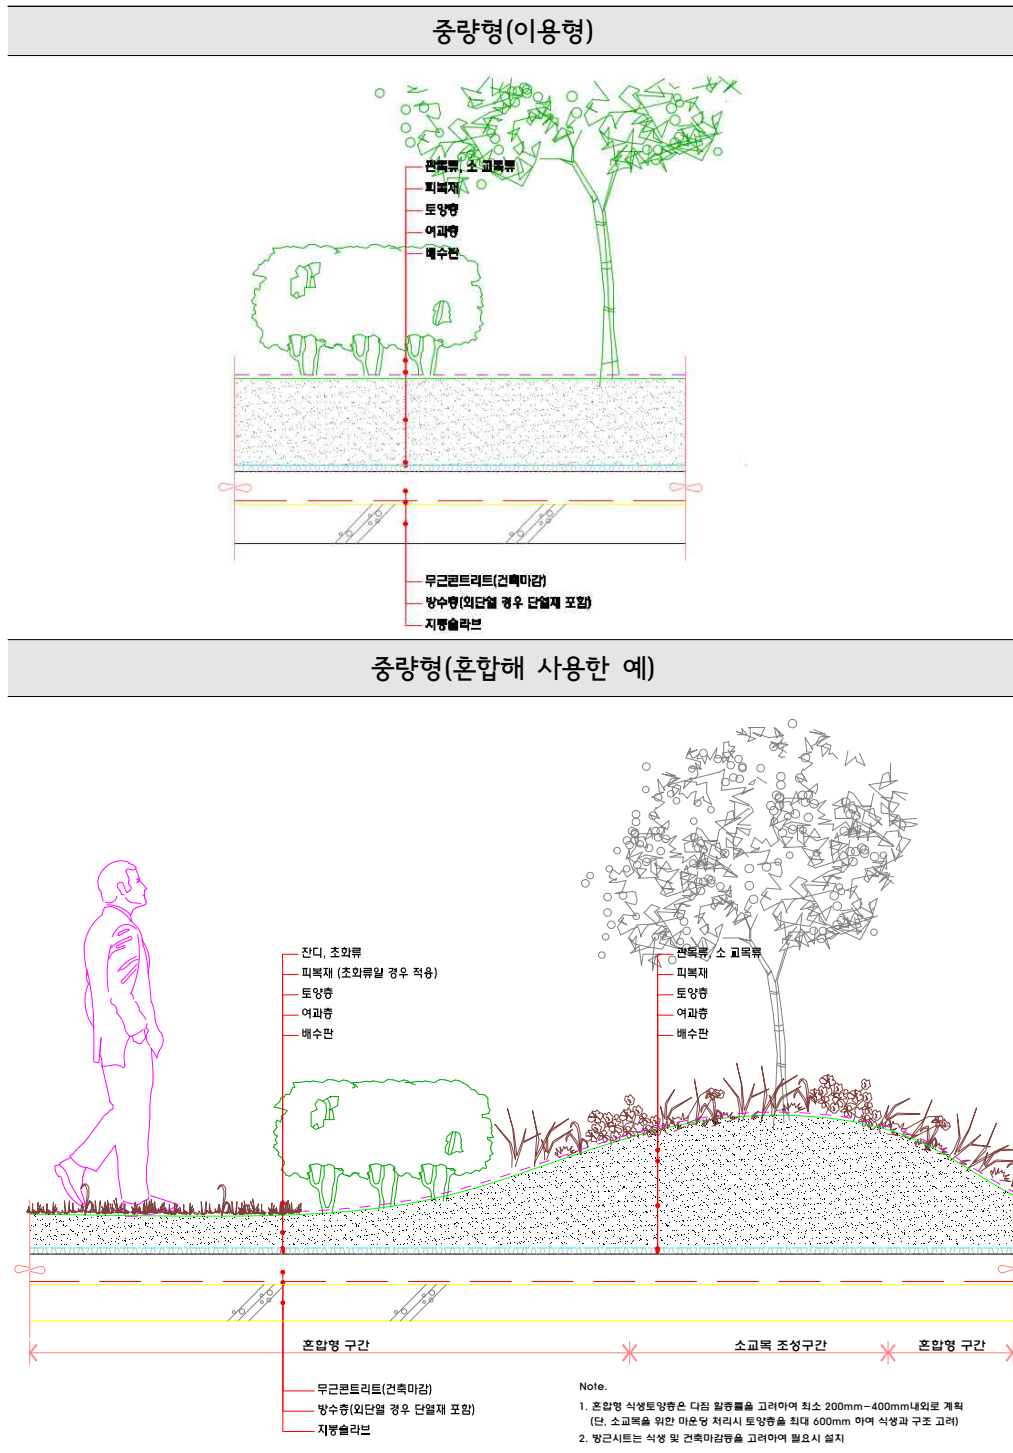 중량형(이용형)
관목류, 소 교목류
피복재
토양층
여과층
배수판
무근콘트리트(건축마감)
방수층(외단열 경우 단열재 포함)
지붕슬라브
중량형(혼합해 사용한 예)
잔디, 초화류
피복재 (초화류일 경우 적용)
토양층
여과층
배수판
관목류, 소 교목류
피복재
토양층
여과층
배수판
혼합형 구간
소교목 조성구간
혼합형 구간
무근콘트리트(건축마감)
방수층(외단열 경우 단열재 포함)
지붕슬라브
Note.
1. 혼합형 식생토양층은 다짐 할증률을 고려하여 최소 200mm-400mm내외로 계획
(단, 소교목을 위한 마운딩 처리시 토양층을 최대 600mm 하여 식생과 구조 고려)
2. 방근시트는 식생 및 건축마감등을 고려하여 필요시 설치